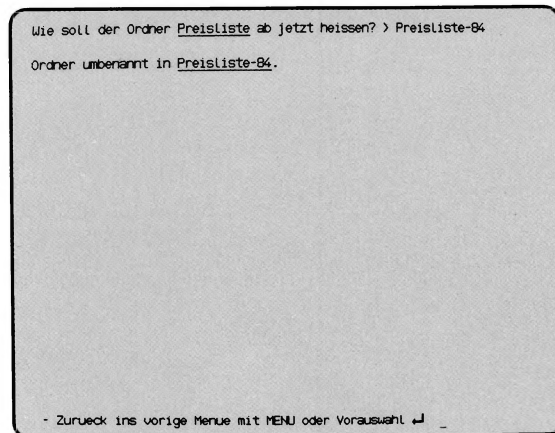 Wie soll der Ordner Preisliste ab jetzt heissen? > Preisliste-84
Ordner umbenannt in Preisliste-84.
- Zurueck ins vorige Menue mit MENU oder Vorauswahl ↵ _